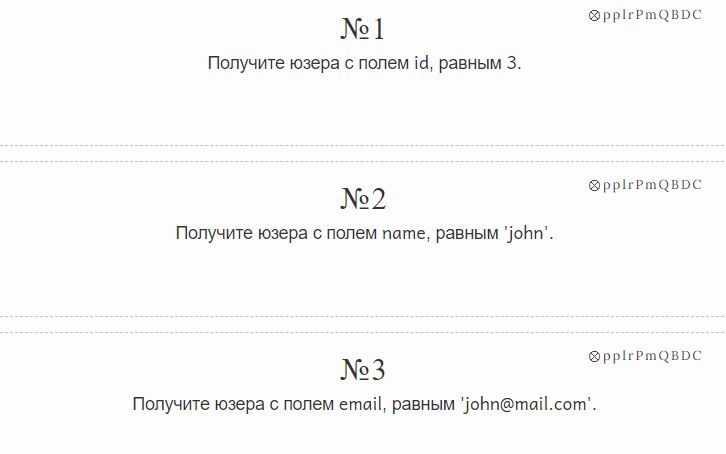 ⊗pplrPmQBDC
№1
Получите юзера с полем id, равным 3.
⊗pplrPmQBDC
№2
Получите юзера с полем name, равным 'john'.
⊗pplrPmQBDC
№3
Получите юзера с полем email, равным 'john@mail.com'.